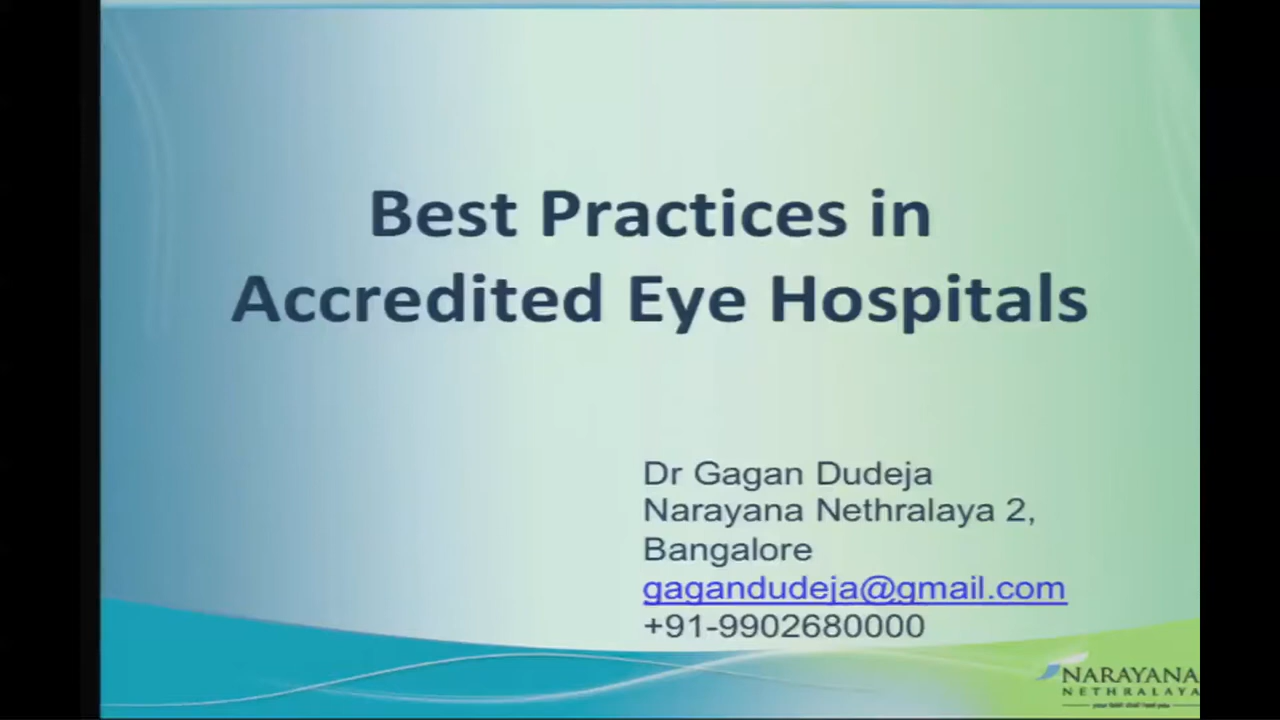 Best Practices in
Accredited Eye Hospitals
Dr Gagan Dudeja
Narayana Nethralaya 2,
Bangalore
gagandudeja@gmail.com
+91-9902680000
NARAYANA
NETHRALAYA